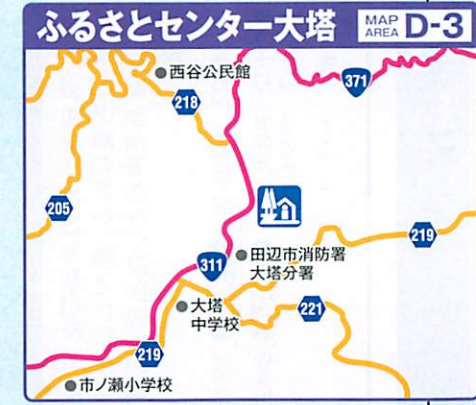 ふるさとセンター大塔 MAP AREA D-3
西谷公民館
371
218
205
219
田辺市消防署
大塔分署
311
大塔
中学校
221
219
市ノ瀬小学校